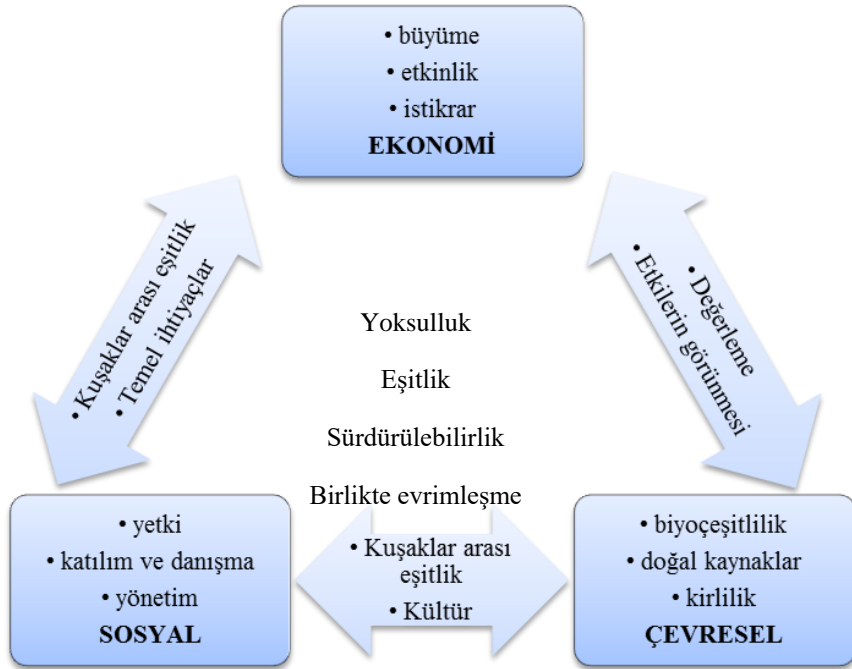 • büyüme
• etkinlik
• istikrar
EKONOMİ
• Kuşaklar arası eşitlik
• Temel ihtiyaçlar
• Değerleme
• Etkilerin görünmesi
Yoksulluk
Eşitlik
Sürdürülebilirlik
Birlikte evrimleşme
• yetki
• katılım ve danışma
• yönetim
SOSYAL
• Kuşaklar arası
eşitlik
• Kültür
• biyoçeşitlilik
• doğal kaynaklar
• kirlilik
ÇEVRESEL